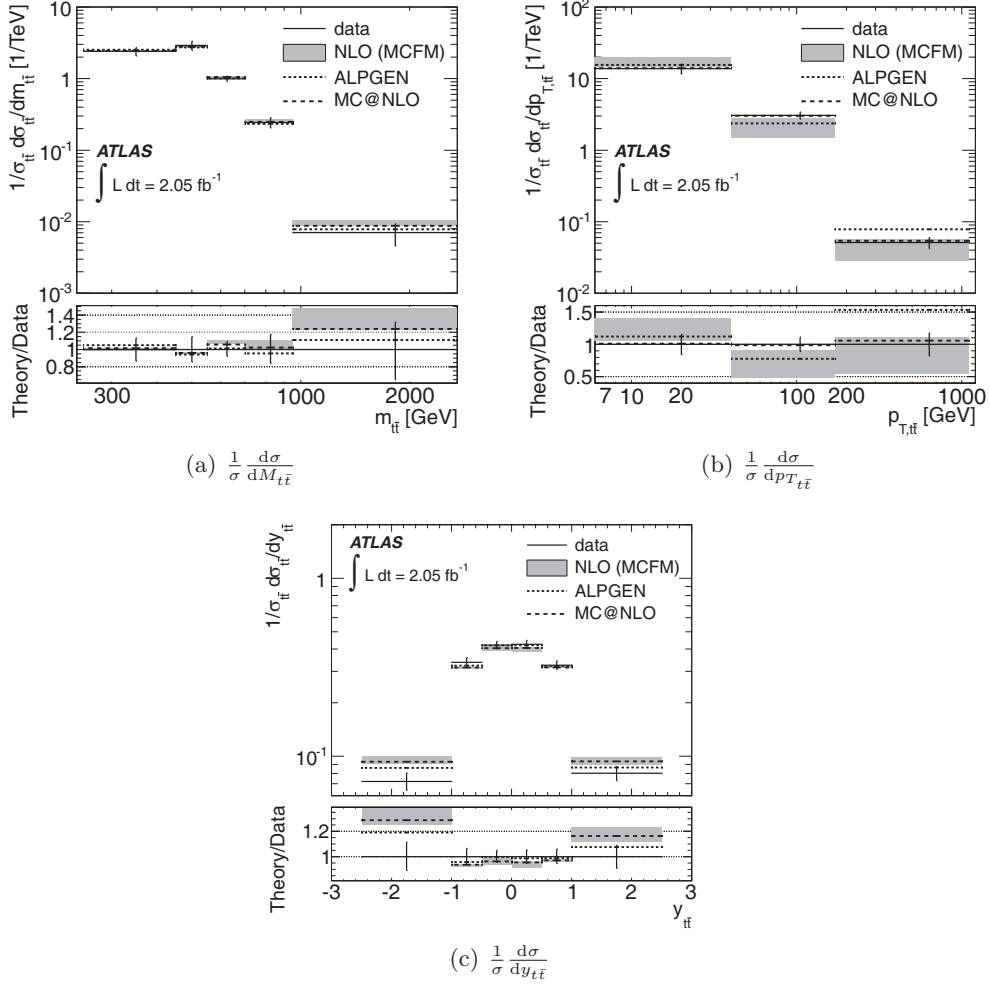 1/σ_tt̄ dσ_tt̄/dm_tt̄ [1/TeV]
10
1
10⁻¹
10⁻²
10⁻³
data
NLO (MCFM)
ALPGEN
MC@NLO
ATLAS
∫ L dt = 2.05 fb⁻¹
Theory/Data
1.4
1.2
1
0.8
300 1000 2000
m_tt̄ [GeV]
(a) 1/σ dσ/dM_tt̄
1/σ_tt̄ dσ_tt̄/dp_T,tt̄ [1/TeV]
10²
10
1
10⁻¹
10⁻²
data
NLO (MCFM)
ALPGEN
MC@NLO
ATLAS
∫ L dt = 2.05 fb⁻¹
Theory/Data
1.5
1
0.5
7 10 20 100 200 1000
p_T,tt̄ [GeV]
(b) 1/σ dσ/dp_T_tt̄
1/σ_tt̄ dσ_tt̄/dy_tt̄
1
10⁻¹
ATLAS
∫ L dt = 2.05 fb⁻¹
data
NLO (MCFM)
ALPGEN
MC@NLO
Theory/Data
1.2
1
-3 -2 -1 0 1 2 3
y_tt̄
(c) 1/σ dσ/dy_tt̄